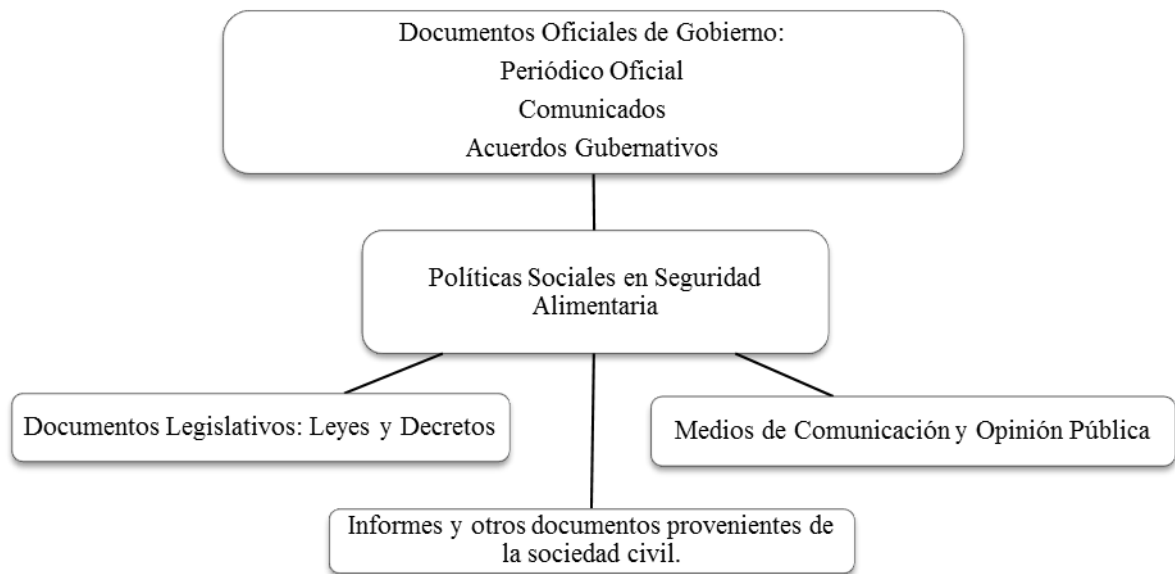 Documentos Oficiales de Gobierno:
Periódico Oficial
Comunicados
Acuerdos Gubernativos
Políticas Sociales en Seguridad
Alimentaria
Documentos Legislativos: Leyes y Decretos
Medios de Comunicación y Opinión Pública
Informes y otros documentos provenientes de
la sociedad civil.